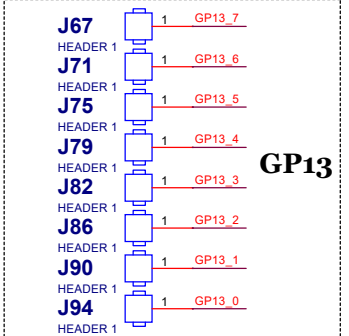 J67 1 GP13_7
HEADER 1
J71 1 GP13_6
HEADER 1
J75 1 GP13_5
HEADER 1
J79 1 GP13_4
HEADER 1
GP13
J82 1 GP13_3
HEADER 1
J86 1 GP13_2
HEADER 1
J90 1 GP13_1
HEADER 1
J94 1 GP13_0
HEADER 1